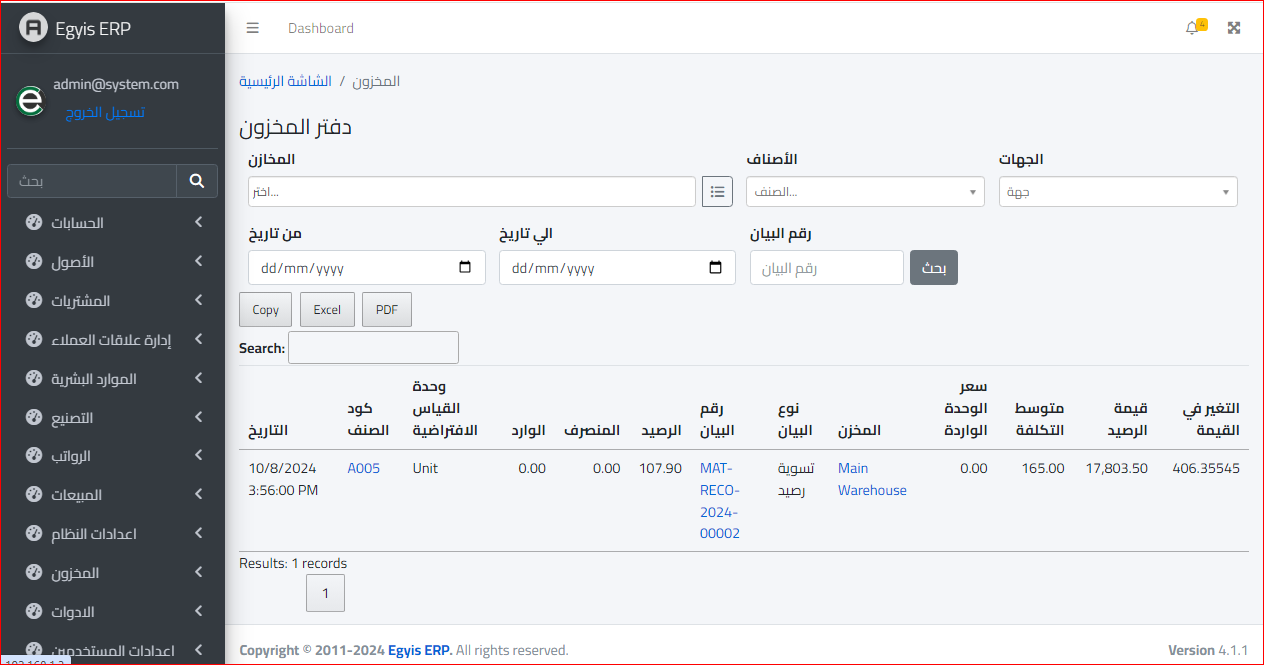 Egyis ERP
Dashboard
4
admin@system.com
تسجيل الخروج
بحث
الحسابات
الأصول
المشتريات
إدارة علاقات العملاء
الموارد البشرية
التصنيع
الرواتب
المبيعات
اعدادات النظام
المخزون
الادوات
اعدادات المستخدمين
الشاشة الرئيسية / المخزون
دفتر المخزون
المخازن
الأصناف
الجهات
اختر...
الصنف...
جهة
من تاريخ
الي تاريخ
رقم البيان
dd/mm/yyyy
dd/mm/yyyy
رقم البيان
بحث
Copy
Excel
PDF
Search:
التاريخ
كود
الصنف
وحدة
القياس
الافتراضية
الوارد
المنصرف
الرصيد
رقم
البيان
نوع
البيان
المخزن
سعر
الوحدة
الواردة
متوسط
التكلفة
قيمة
الرصيد
التغير في
القيمة
10/8/2024
3:56:00 PM
A005
Unit
0.00
0.00
107.90
MAT-
RECO-
2024-
00002
تسوية
رصيد
Main
Warehouse
0.00
165.00
17,803.50
406.35545
Results: 1 records
1
Copyright © 2011-2024 Egyis ERP. All rights reserved.
Version 4.1.1